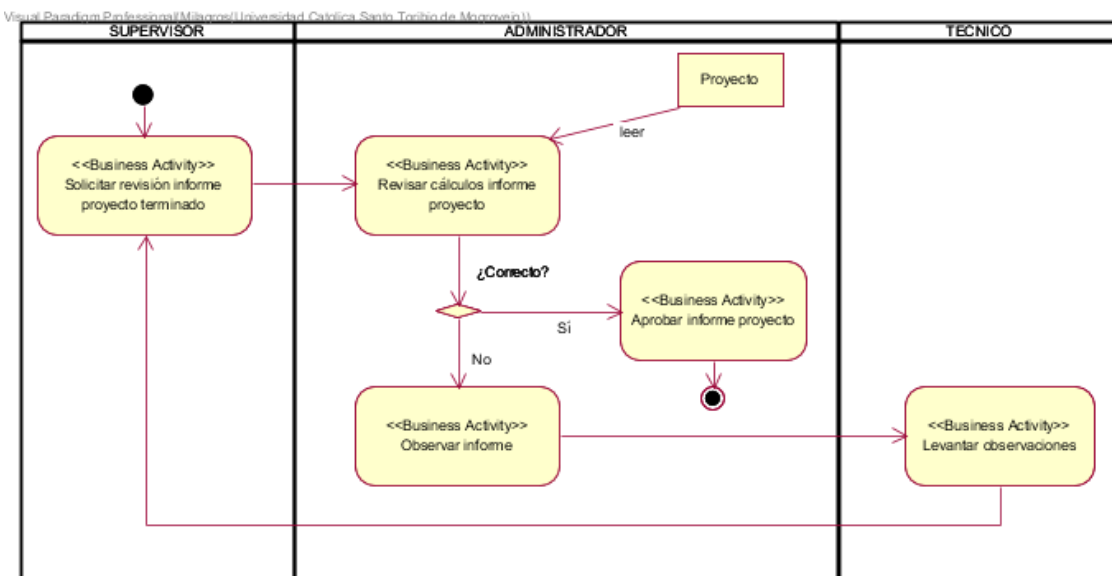 Visual Paradigm Professional(Milagros(Universidad Catolica Santo Toribio de Mogrovejo))
SUPERVISOR
ADMINISTRADOR
TECNICO
Proyecto
leer
<<Business Activity>>
Solicitar revisión informe
proyecto terminado
<<Business Activity>>
Revisar cálculos informe
proyecto
¿Correcto?
<<Business Activity>>
Aprobar informe proyecto
Sí
No
<<Business Activity>>
Observar informe
<<Business Activity>>
Levantar observaciones